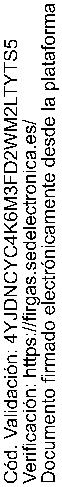 Cód. Validación: 4YJDNCYC4K6M3FD2WM2LTYTS5
Verificación: https://firgas.sedelectronica.es/
Documento firmado electrónicamente desde la plataforma